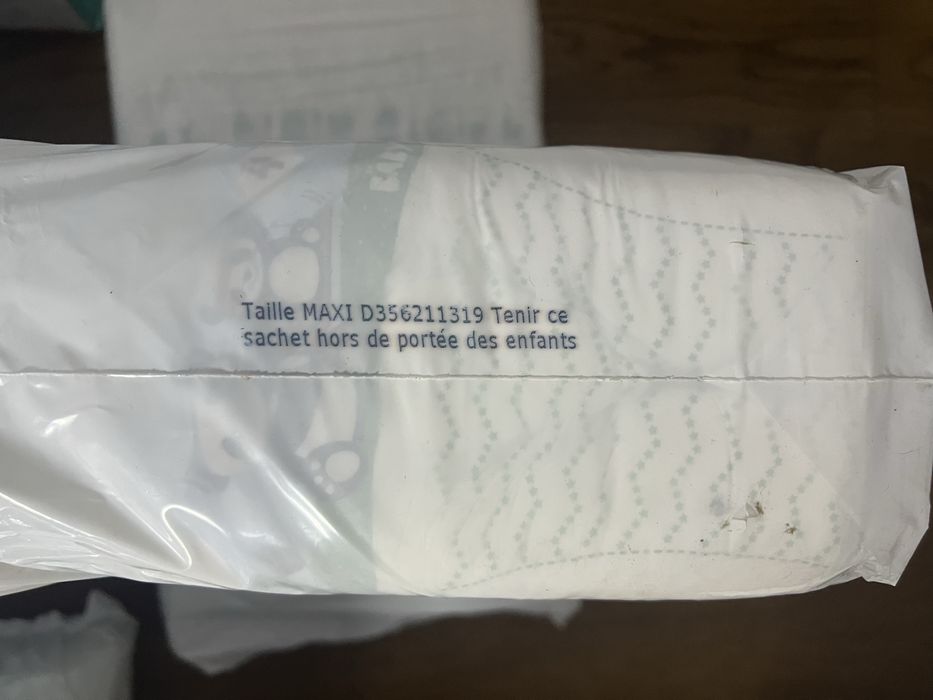 Taille MAXI D356211319 Tenir ce
sachet hors de portée des enfants